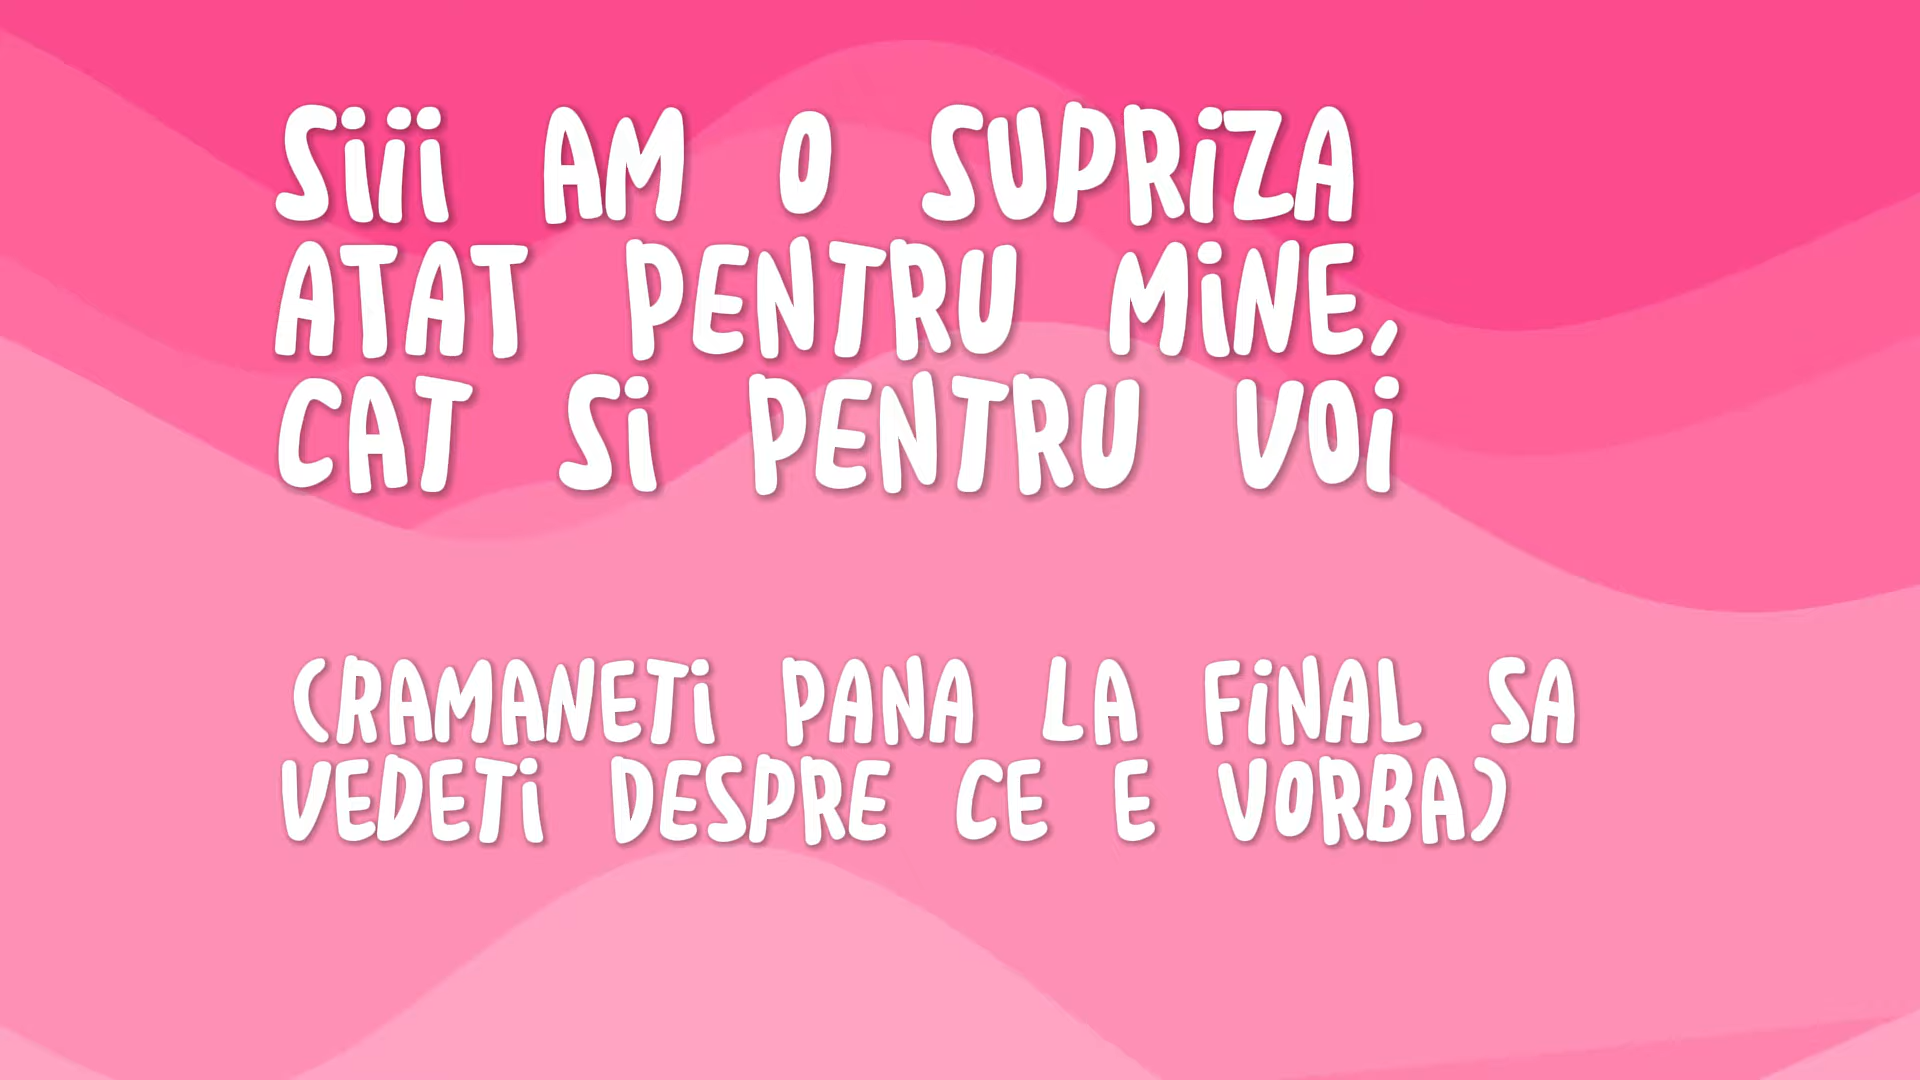 Siii AM O SUPRiZA
ATAT PENTRU MiNE,
CAT Si PENTRU VOi
(RAMANETi PANA LA FiNAL SA
VEDETi DESPRE CE E VORBA)